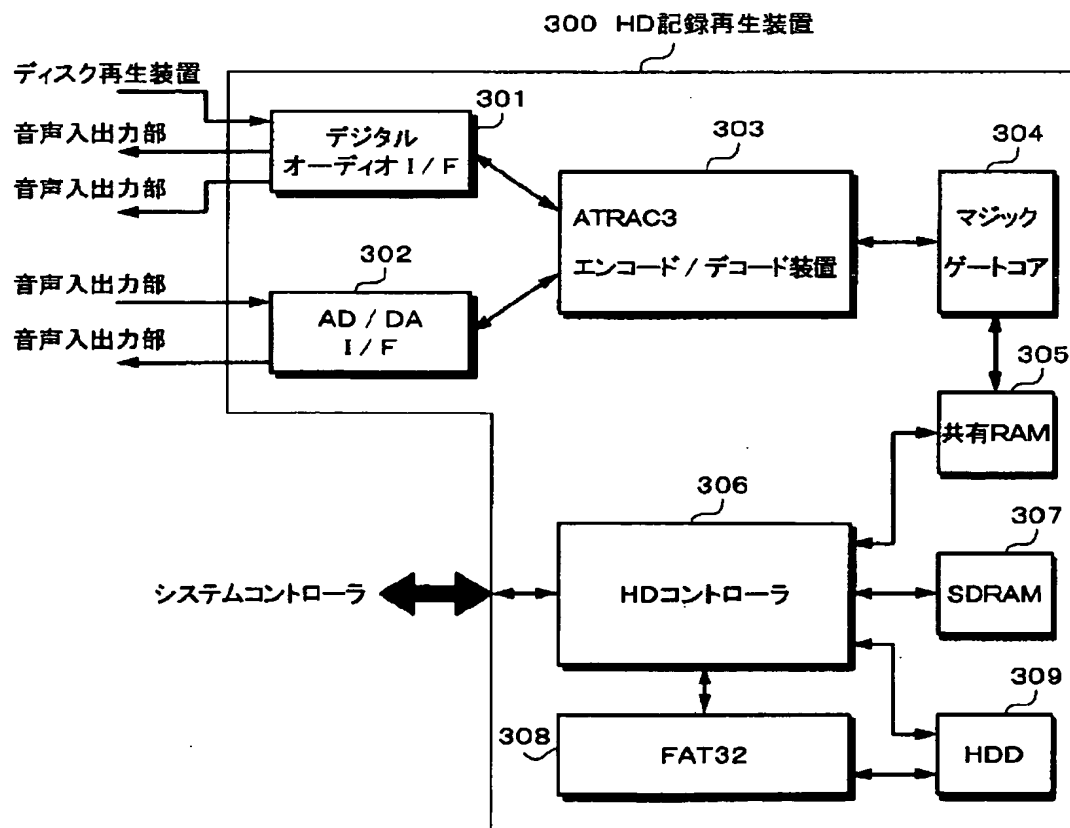 300 HD記録再生装置
ディスク再生装置
音声入出力部
音声入出力部
301
デジタル
オーディオI/F
303
ATRAC3
エンコード/デコード装置
304
マジック
ゲートコア
音声入出力部
音声入出力部
302
AD/DA
I/F
305
共有RAM
306
HDコントローラ
307
SDRAM
システムコントローラ
308
FAT32
309
HDD